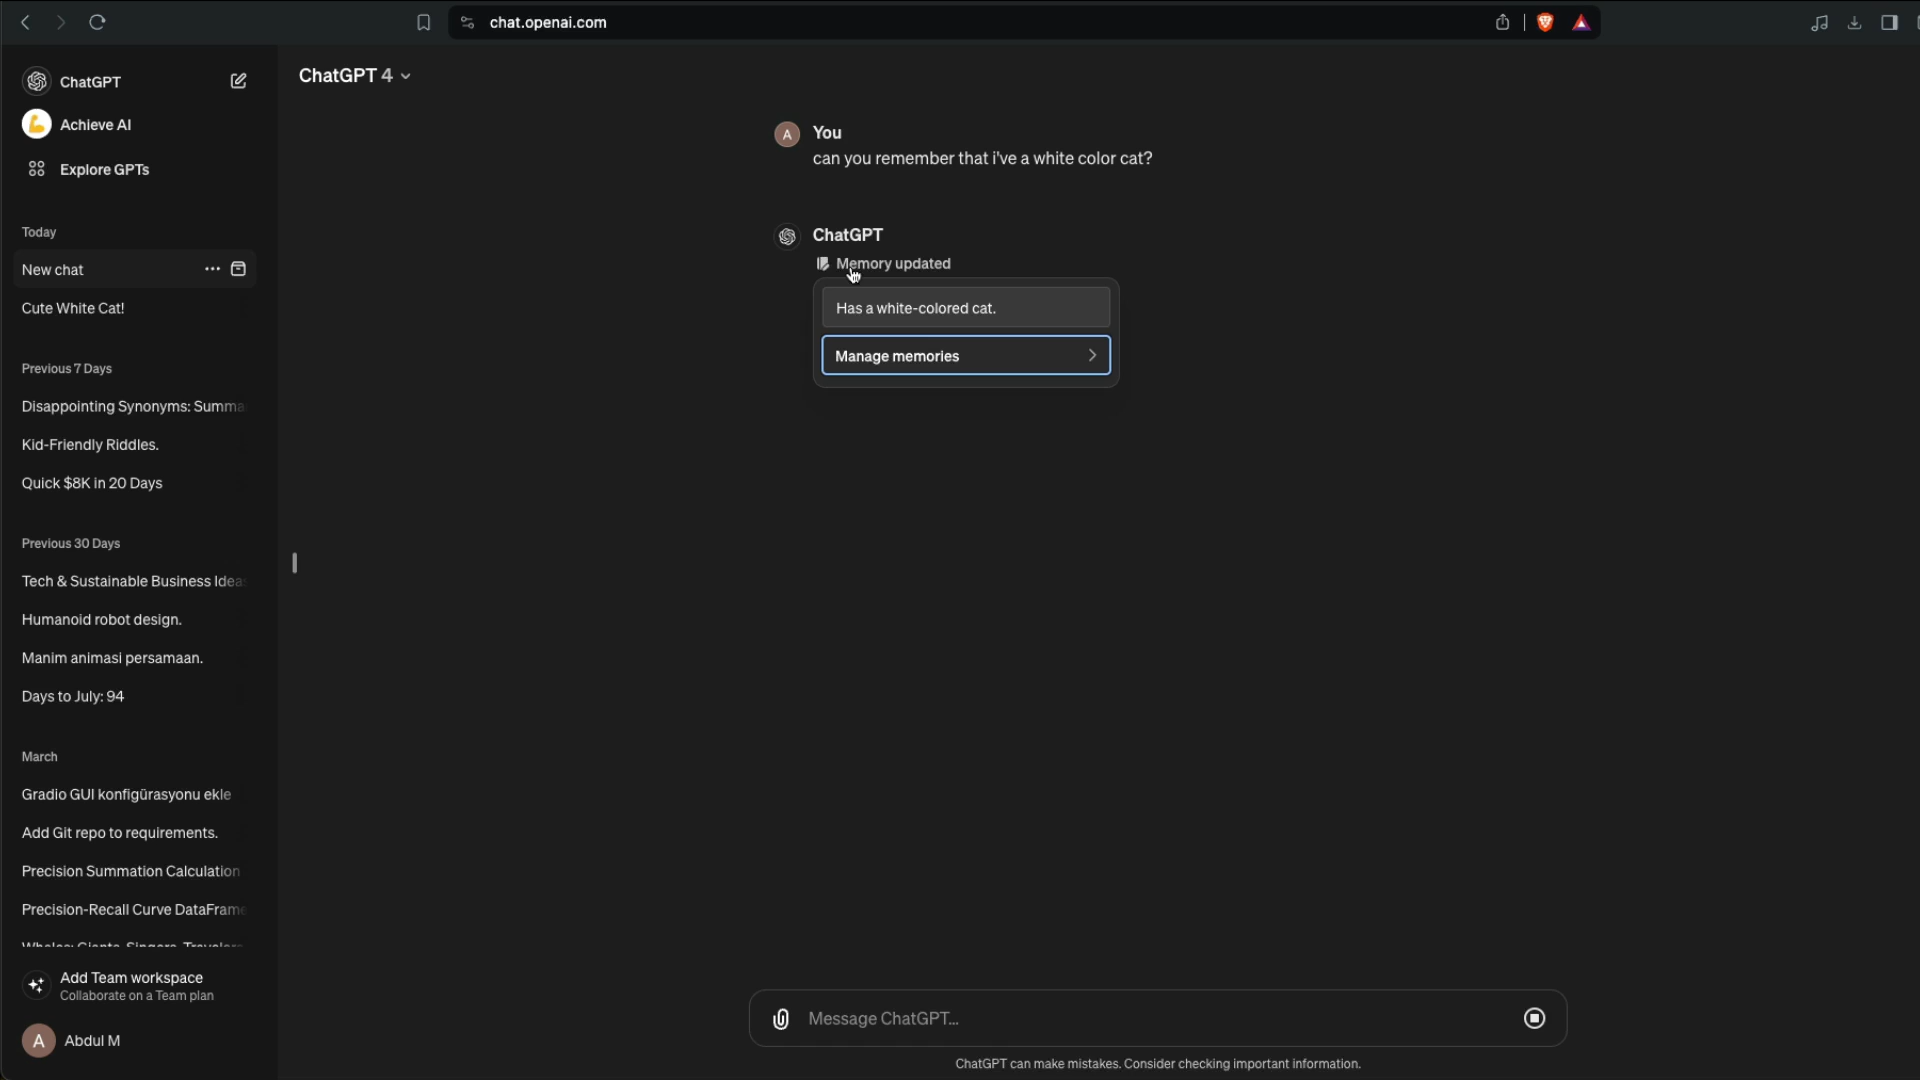 chat.openai.com
ChatGPT
Achieve AI
Explore GPTs
Today
New chat
Cute White Cat!
Previous 7 Days
Disappointing Synonyms: Summa
Kid-Friendly Riddles.
Quick $8K in 20 Days
Previous 30 Days
Tech & Sustainable Business Idea
Humanoid robot design.
Manim animasi persamaan.
Days to July: 94
March
Gradio GUI konfigürasyonu ekle
Add Git repo to requirements.
Precision Summation Calculation
Precision-Recall Curve DataFrame
Whales: Giants, Singers, Travelers
Add Team workspace
Collaborate on a Team plan
A
Abdul M
ChatGPT 4
A
You
can you remember that i've a white color cat?
ChatGPT
Memory updated
Has a white-colored cat.
Manage memories
Message ChatGPT...
ChatGPT can make mistakes. Consider checking important information.